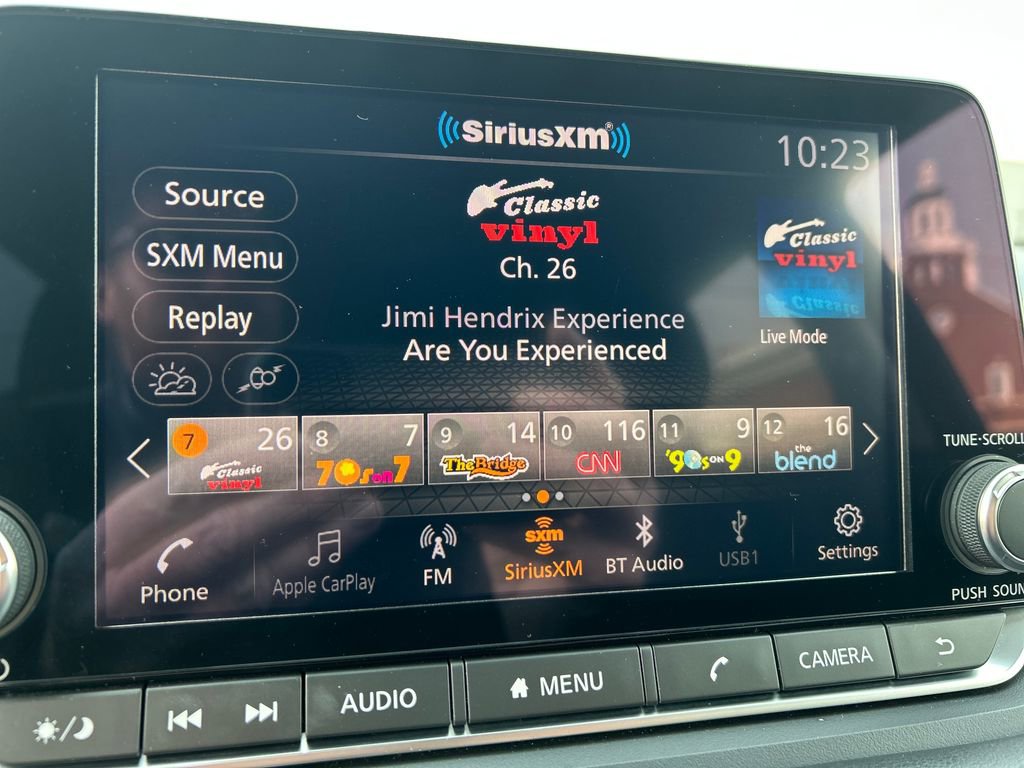 SiriusXM®
10:23
Source
SXM Menu
Replay
Classic
vinyl
Ch. 26
Jimi Hendrix Experience
Are You Experienced
Classic
vinyl
Classic
Live Mode
7 26
Classic
vinyl
8 7
70s on 7
9 14
The Bridge
10 116
CNN
11 9
'90s on 9
12 16
the
blend
Phone
Apple CarPlay
FM
sxm
SiriusXM
BT Audio
USB1
Settings
TUNE·SCROLL
PUSH SOUN
AUDIO
MENU
CAMERA